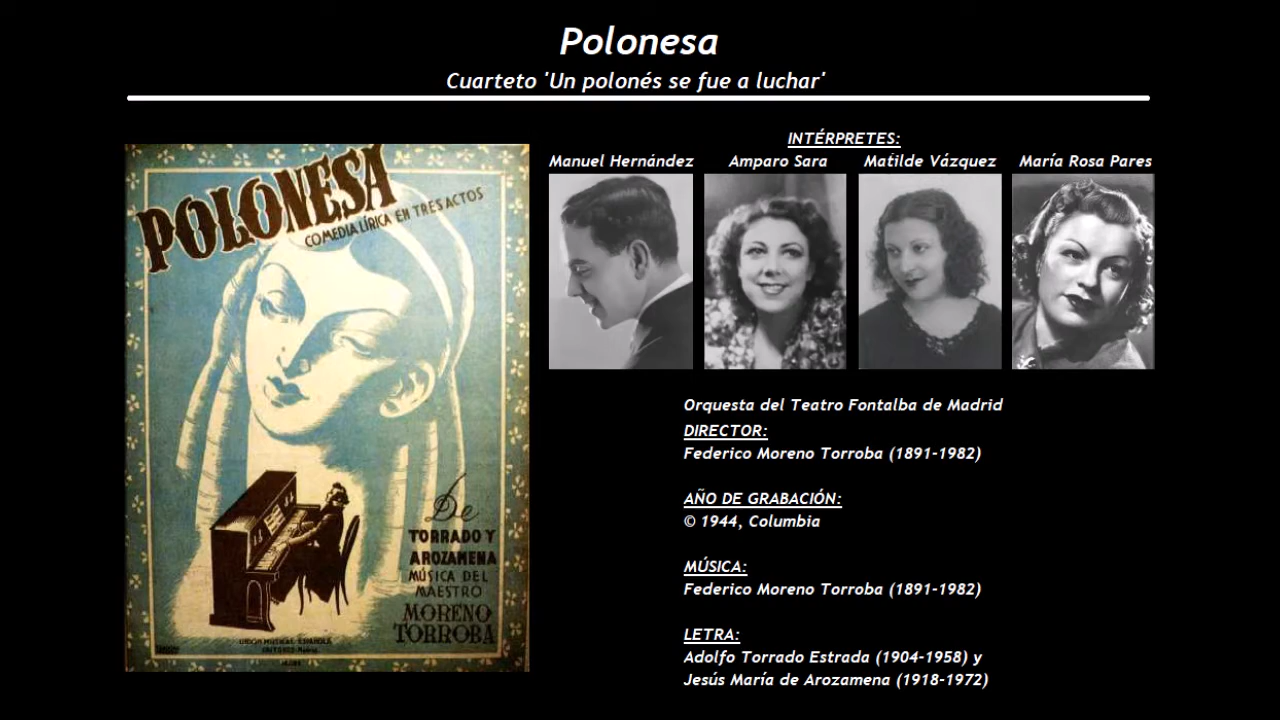 Polonesa
Cuarteto 'Un polonés se fue a luchar'
POLONESA
COMEDIA LÍRICA EN TRES ACTOS
De
TORRADO Y
AROZAMENA
MÚSICA DEL
MAESTRO
MORENO
TORROBA
UNION MUSICAL ESPAÑOLA
INTÉRPRETES:
Manuel Hernández Amparo Sara Matilde Vázquez María Rosa Pares
Orquesta del Teatro Fontalba de Madrid
DIRECTOR:
Federico Moreno Torroba (1891-1982)
AÑO DE GRABACIÓN:
© 1944, Columbia
MÚSICA:
Federico Moreno Torroba (1891-1982)
LETRA:
Adolfo Torrado Estrada (1904-1958) y
Jesús María de Arozamena (1918-1972)